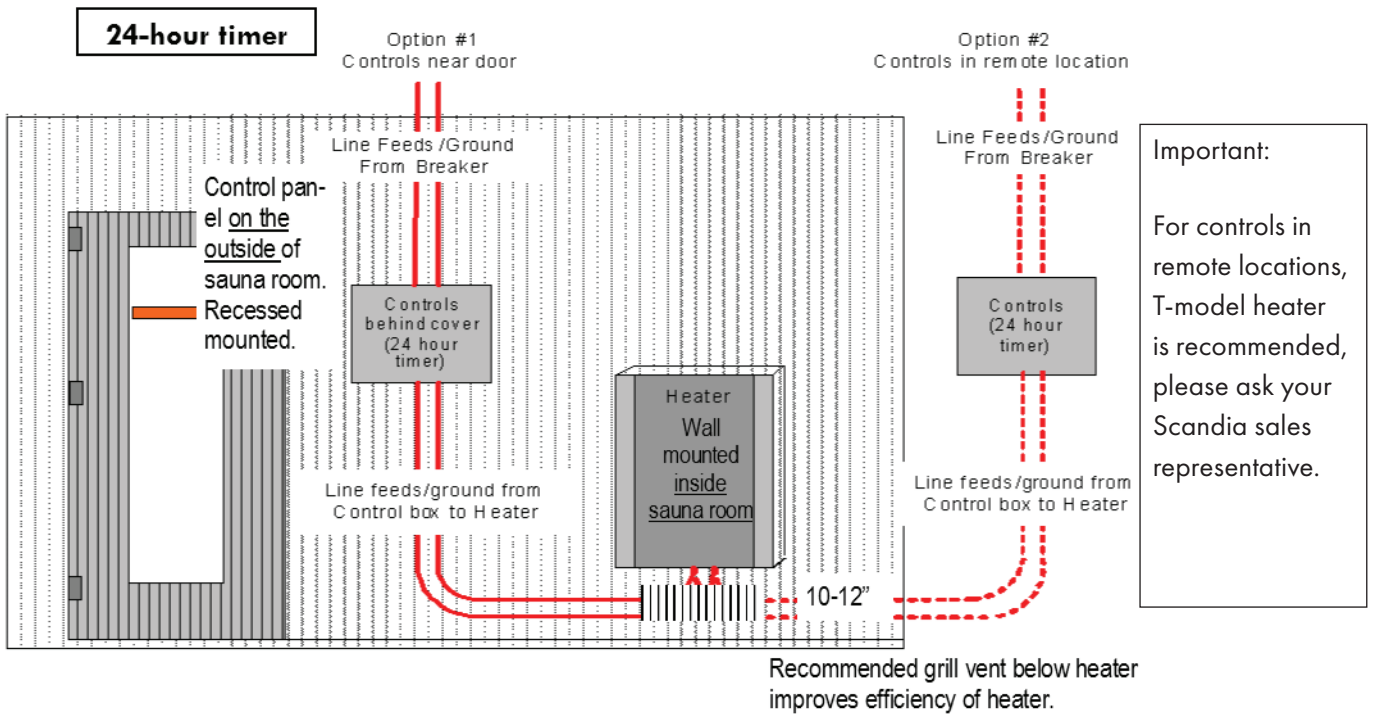 24-hour timer
Option #1
Controls near door
Option #2
Controls in remote location
Line Feeds/Ground
From Breaker
Line Feeds/Ground
From Breaker
Important:
For controls in
remote locations,
T-model heater
is recommended,
please ask your
Scandia sales
representative.
Control pan-
el on the
outside of
sauna room.
Recessed
mounted.
Controls
behind cover
(24 hour
timer)
Controls
(24 hour
timer)
Heater
Wall
mounted
inside
sauna room
Line feeds/ground from
Control box to Heater
Line feeds/ground from
Control box to Heater
10-12”
Recommended grill vent below heater
improves efficiency of heater.